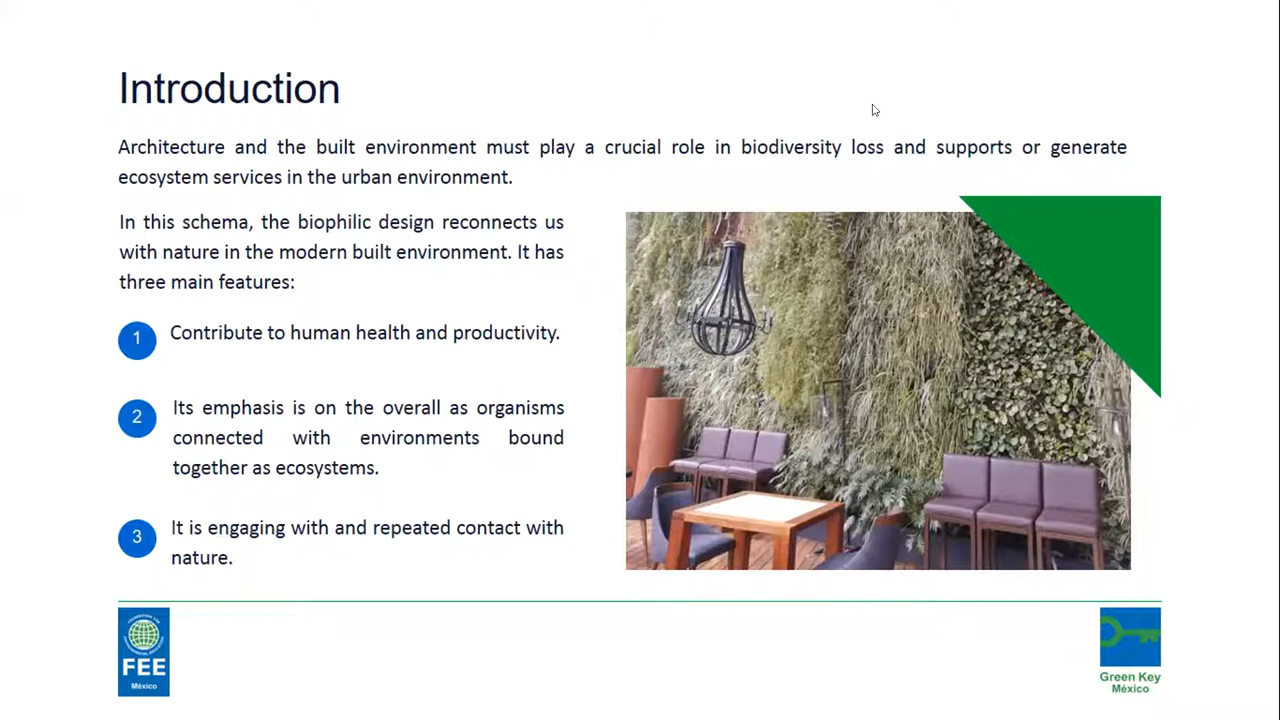 Introduction
Architecture and the built environment must play a crucial role in biodiversity loss and supports or generate
ecosystem services in the urban environment.
In this schema, the biophilic design reconnects us
with nature in the modern built environment. It has
three main features:
1 Contribute to human health and productivity.
2 Its emphasis is on the overall as organisms
connected with environments bound
together as ecosystems.
3 It is engaging with and repeated contact with
nature.
FEE
México
Green Key
México